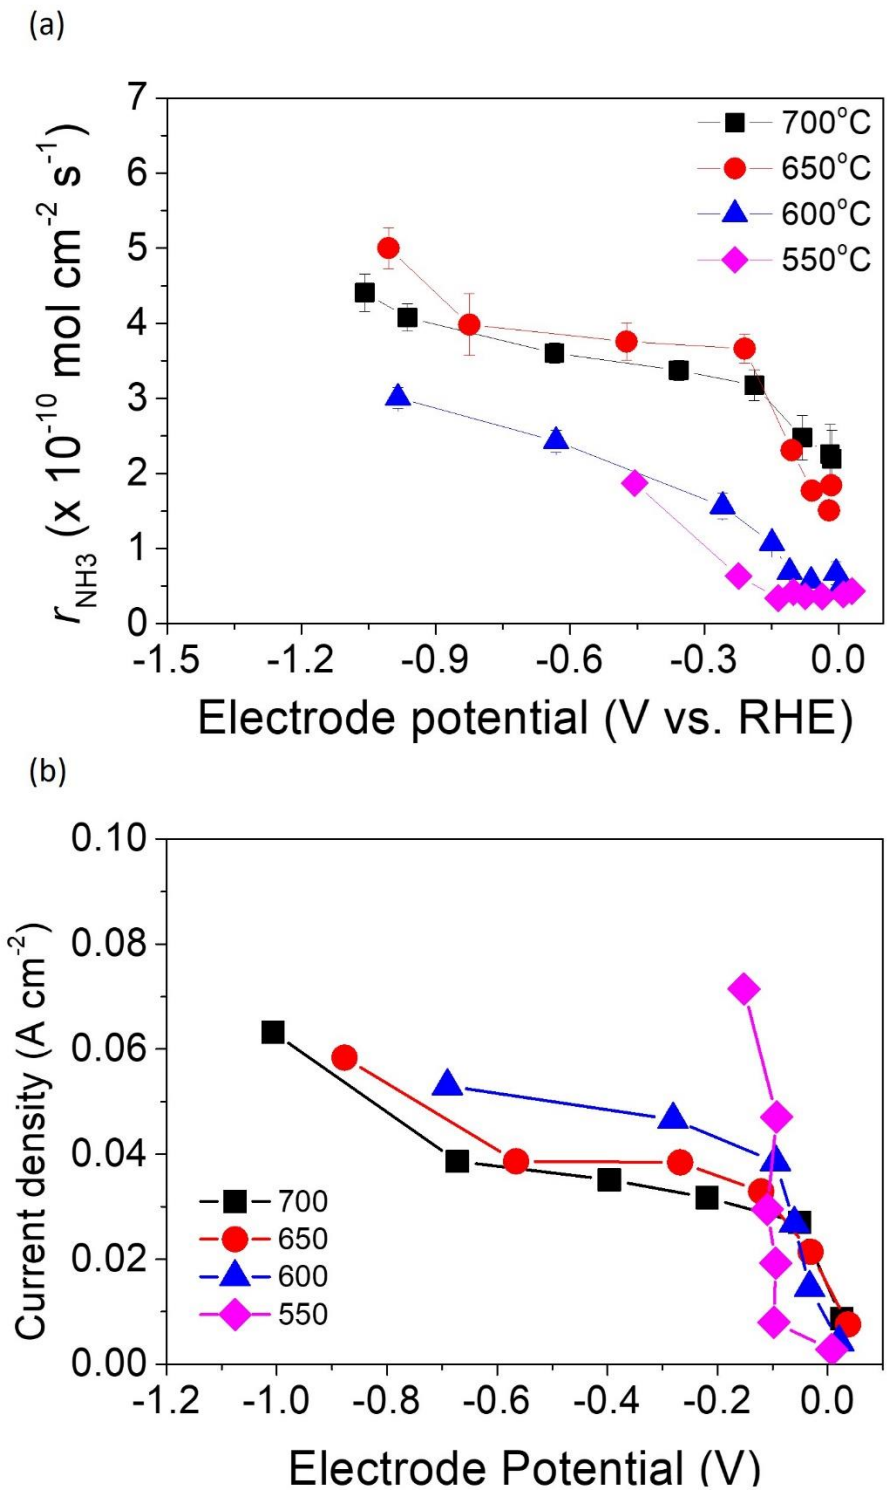 (a)
7
6
5
4
3
2
1
0
r_NH3 (x 10^-10 mol cm^-2 s^-1)
700°C
650°C
600°C
550°C
-1.5 -1.2 -0.9 -0.6 -0.3 0.0
Electrode potential (V vs. RHE)
(b)
0.10
0.08
0.06
0.04
0.02
0.00
Current density (A cm^-2)
700
650
600
550
-1.2 -1.0 -0.8 -0.6 -0.4 -0.2 0.0
Electrode Potential (V)